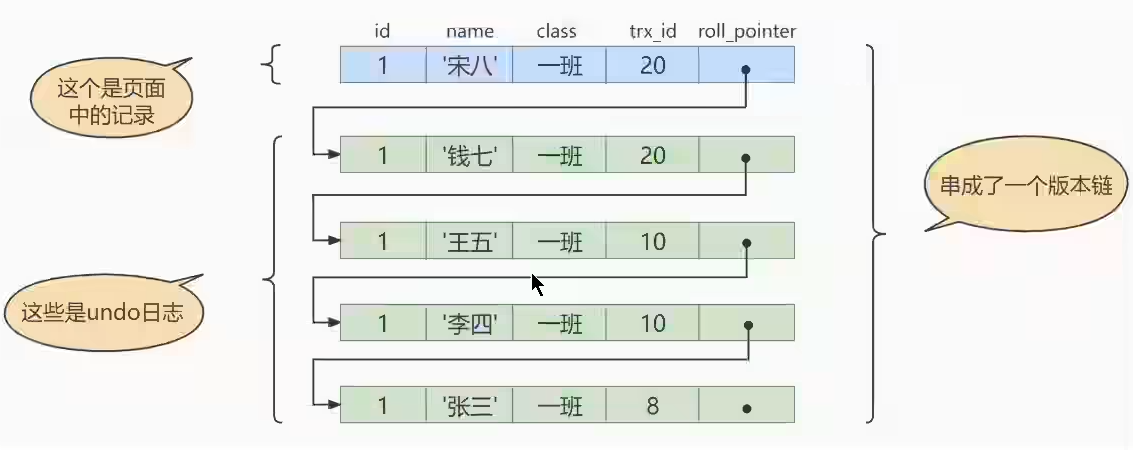 id name class trx_id roll_pointer
1 '宋八' 一班 20
这个是页面
中的记录
1 '钱七' 一班 20
串成了一个版本链
1 '王五' 一班 10
这些是undo日志
1 '李四' 一班 10
1 '张三' 一班 8